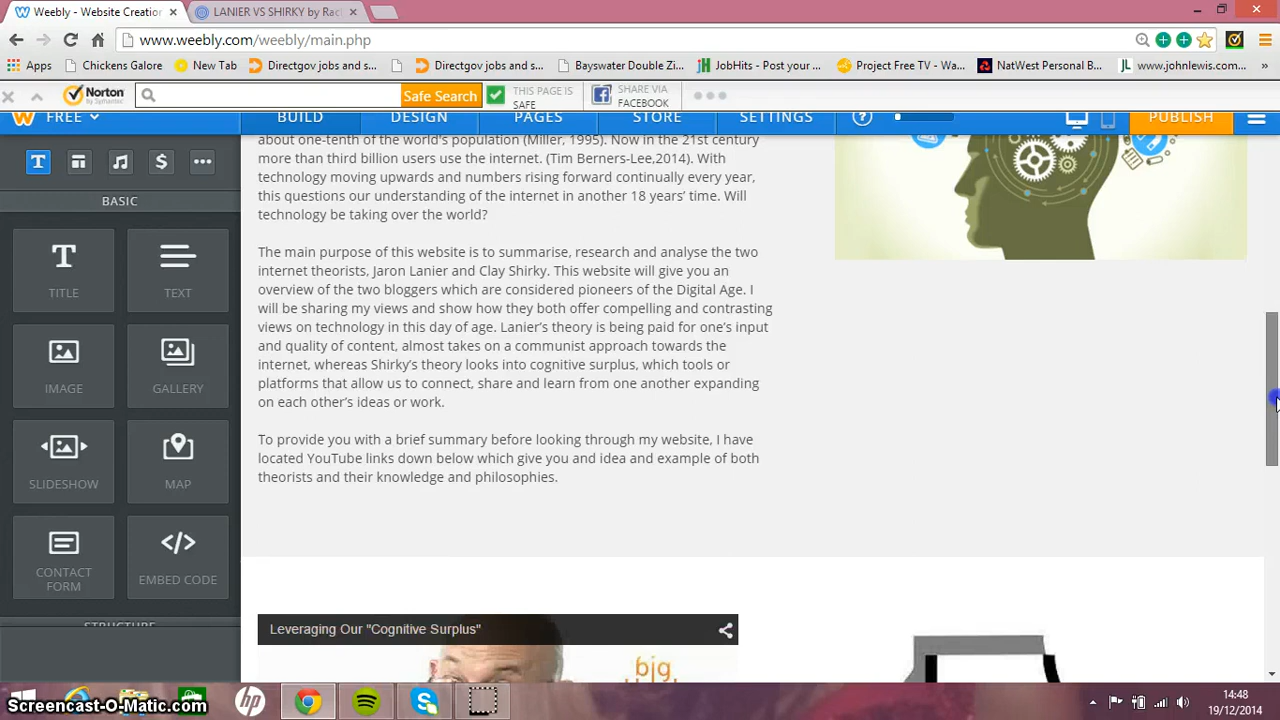 Weebly - Website Creation
LANIER VS SHIRKY by Rac
www.weebly.com/weebly/main.php
Apps
Chickens Galore
New Tab
Directgov jobs and s...
Directgov jobs and s...
Bayswater Double Zi...
JobHits - Post your ...
Project Free TV - Wa...
NatWest Personal B...
www.johnlewis.com...
Norton
by Symantec
Safe Search
THIS PAGE IS
SAFE
SHARE VIA
FACEBOOK
FREE
BUILD
DESIGN
PAGES
STORE
SETTINGS
PUBLISH
BASIC
TITLE
TEXT
IMAGE
GALLERY
SLIDESHOW
MAP
CONTACT
FORM
EMBED CODE
STRUCTURE
about one-tenth of the world's population (Miller, 1995). Now in the 21st century
more than third billion users use the internet. (Tim Berners-Lee,2014). With
technology moving upwards and numbers rising forward continually every year,
this questions our understanding of the internet in another 18 years' time. Will
technology be taking over the world?
The main purpose of this website is to summarise, research and analyse the two
internet theorists, Jaron Lanier and Clay Shirky. This website will give you an
overview of the two bloggers which are considered pioneers of the Digital Age. I
will be sharing my views and show how they both offer compelling and contrasting
views on technology in this day of age. Lanier's theory is being paid for one's input
and quality of content, almost takes on a communist approach towards the
internet, whereas Shirky's theory looks into cognitive surplus, which tools or
platforms that allow us to connect, share and learn from one another expanding
on each other's ideas or work.
To provide you with a brief summary before looking through my website, I have
located YouTube links down below which give you and idea and example of both
theorists and their knowledge and philosophies.
Leveraging Our "Cognitive Surplus"
big
Screencast-O-Matic.com
14:48
19/12/2014